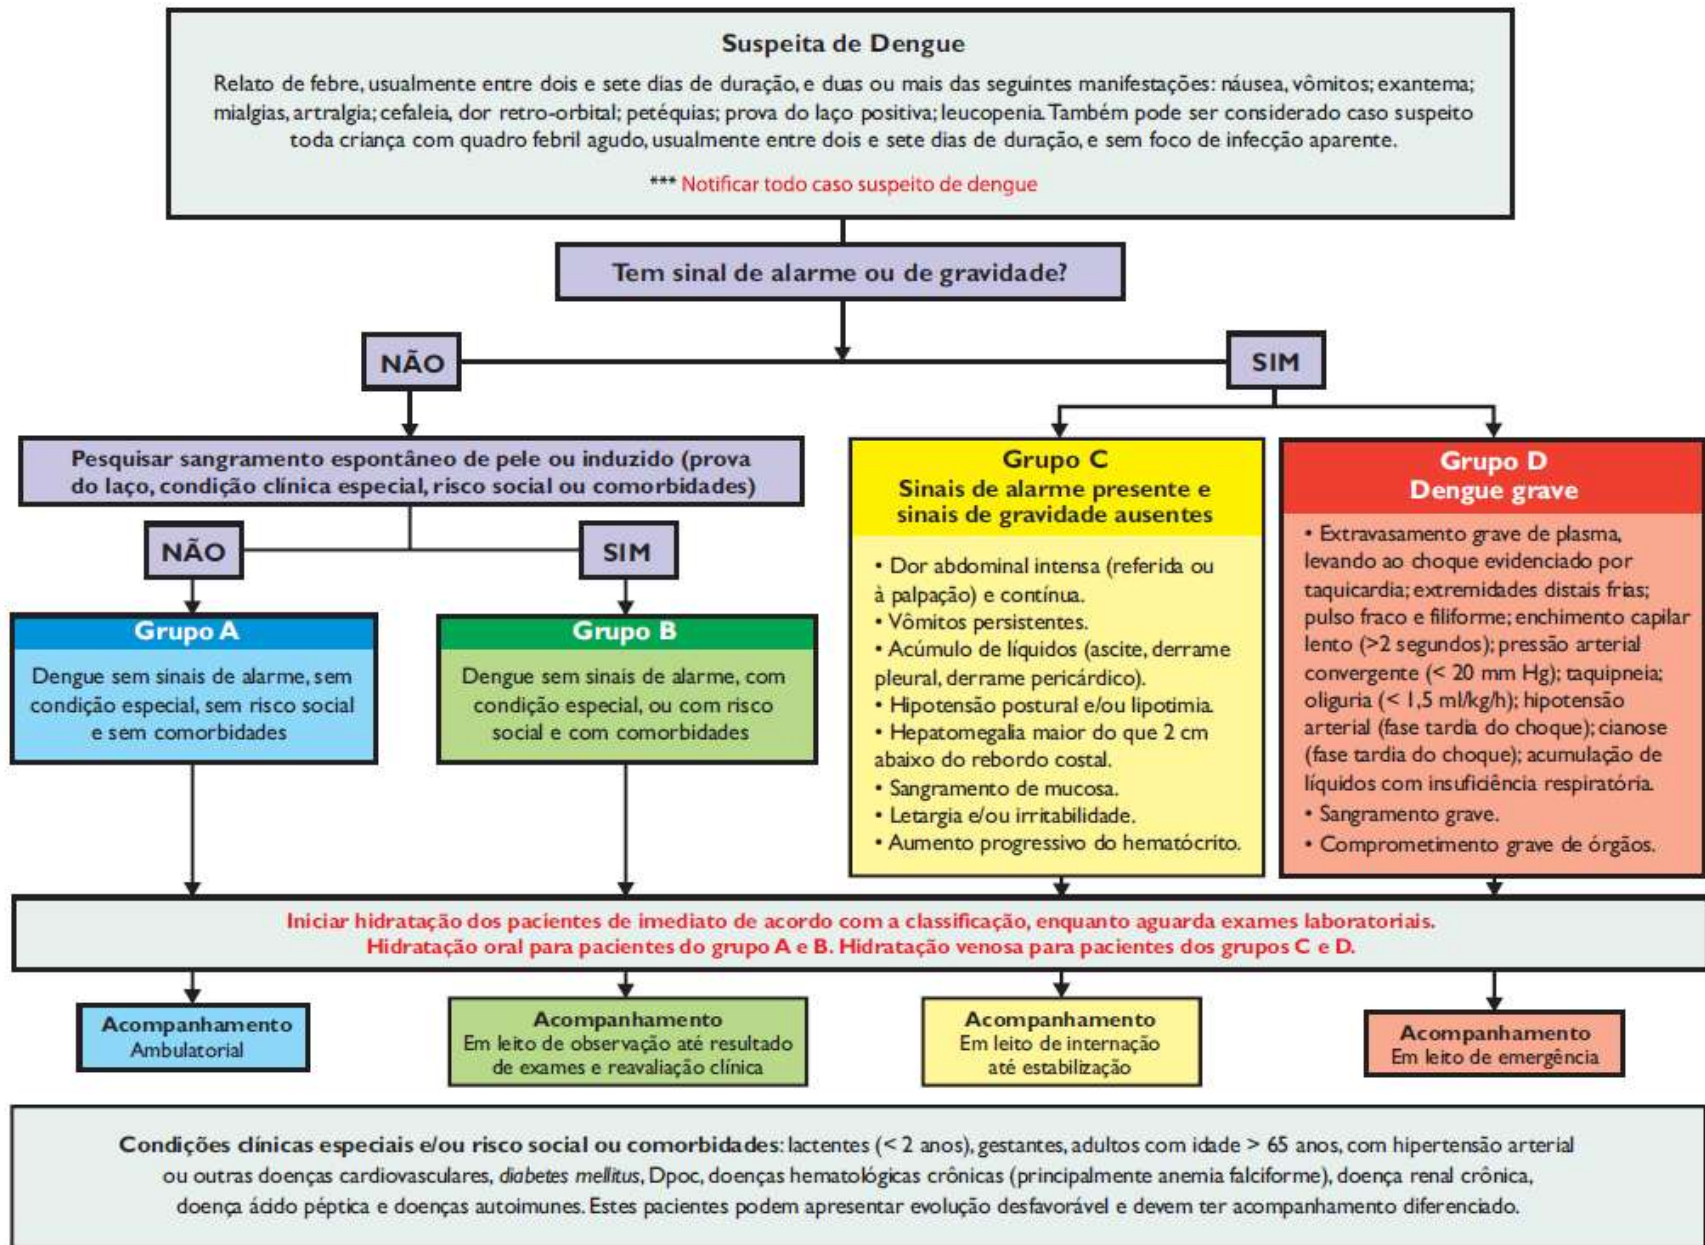 Suspeita de Dengue
Relato de febre, usualmente entre dois e sete dias de duração, e duas ou mais das seguintes manifestações: náusea, vômitos; exantema;
mialgias, artralgia; cefaleia, dor retro-orbital; petéquias; prova do laço positiva; leucopenia. Também pode ser considerado caso suspeito
toda criança com quadro febril agudo, usualmente entre dois e sete dias de duração, e sem foco de infecção aparente.
*** Notificar todo caso suspeito de dengue
Tem sinal de alarme ou de gravidade?
NÃO
SIM
Pesquisar sangramento espontâneo de pele ou induzido (prova
do laço, condição clínica especial, risco social ou comorbidades)
NÃO
SIM
Grupo A
Dengue sem sinais de alarme, sem
condição especial, sem risco social
e sem comorbidades
Grupo B
Dengue sem sinais de alarme, com
condição especial, ou com risco
social e com comorbidades
Grupo C
Sinais de alarme presente e
sinais de gravidade ausentes
• Dor abdominal intensa (referida ou
à palpação) e contínua.
• Vômitos persistentes.
• Acúmulo de líquidos (ascite, derrame
pleural, derrame pericárdico).
• Hipotensão postural e/ou lipotimia.
• Hepatomegalia maior do que 2 cm
abaixo do rebordo costal.
• Sangramento de mucosa.
• Letargia e/ou irritabilidade.
• Aumento progressivo do hematócrito.
Grupo D
Dengue grave
• Extravasamento grave de plasma,
levando ao choque evidenciado por
taquicardia; extremidades distais frias;
pulso fraco e filiforme; enchimento capilar
lento (>2 segundos); pressão arterial
convergente (< 20 mm Hg); taquipneia;
oliguria (< 1,5 ml/kg/h); hipotensão
arterial (fase tardia do choque); cianose
(fase tardia do choque); acumulação de
líquidos com insuficiência respiratória.
• Sangramento grave.
• Comprometimento grave de órgãos.
Iniciar hidratação dos pacientes de imediato de acordo com a classificação, enquanto aguarda exames laboratoriais.
Hidratação oral para pacientes do grupo A e B. Hidratação venosa para pacientes dos grupos C e D.
Acompanhamento
Ambulatorial
Acompanhamento
Em leito de observação até resultado
de exames e reavaliação clínica
Acompanhamento
Em leito de internação
até estabilização
Acompanhamento
Em leito de emergência
Condições clínicas especiais e/ou risco social ou comorbidades: lactentes (< 2 anos), gestantes, adultos com idade > 65 anos, com hipertensão arterial
ou outras doenças cardiovasculares, diabetes mellitus, Dpoc, doenças hematológicas crônicas (principalmente anemia falciforme), doença renal crônica,
doença ácido péptica e doenças autoimunes. Estes pacientes podem apresentar evolução desfavorável e devem ter acompanhamento diferenciado.